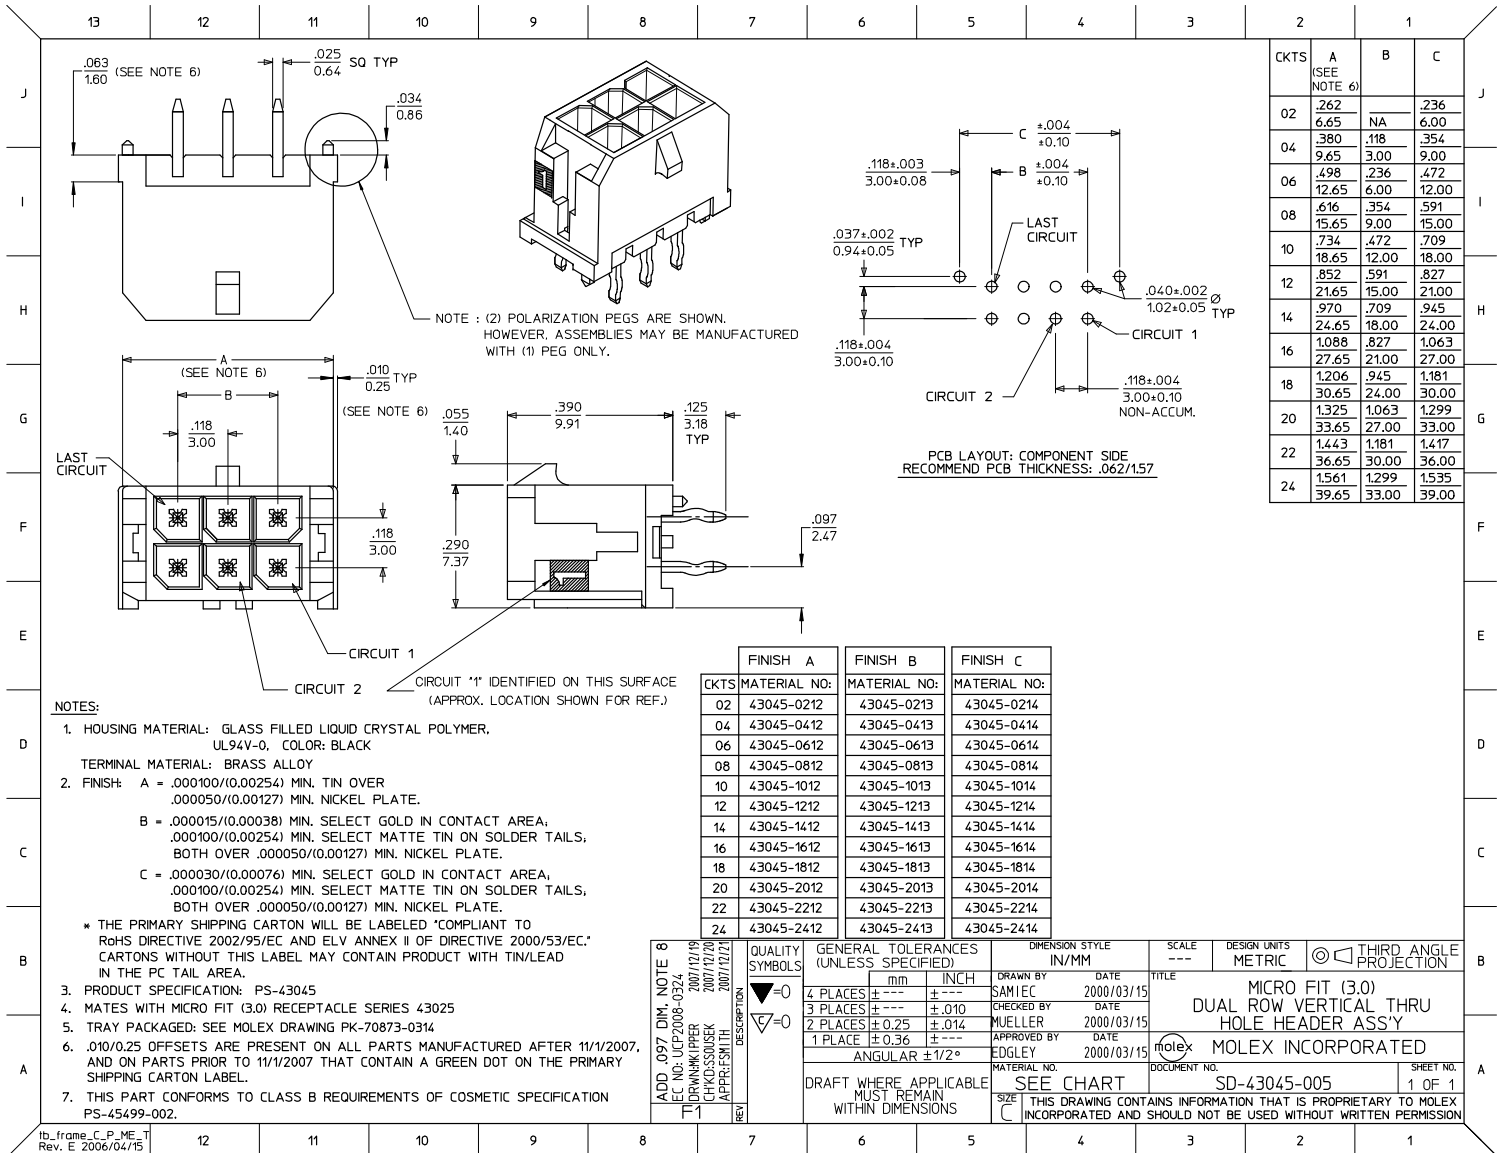 13 12 11 10 9 8 7 6 5 4 3 2 1
J
I
H
G
F
E
D
C
B
A
.063
1.60
(SEE NOTE 6)
.025
0.64
SQ TYP
.034
0.86
NOTE : (2) POLARIZATION PEGS ARE SHOWN.
HOWEVER, ASSEMBLIES MAY BE MANUFACTURED
WITH (1) PEG ONLY.
1
C ±.004
±0.10
.118±.003
3.00±0.08
B ±.004
±0.10
LAST
CIRCUIT
.037±.002
0.94±0.05
TYP
.040±.002
1.02±0.05
Ø
TYP
CIRCUIT 1
.118±.004
3.00±0.10
CIRCUIT 2
.118±.004
3.00±0.10
NON-ACCUM.
PCB LAYOUT: COMPONENT SIDE
RECOMMEND PCB THICKNESS: .062/1.57
CKTS A B C
(SEE
NOTE 6)
02 .262 .236
6.65 NA 6.00
04 .380 .118 .354
9.65 3.00 9.00
06 .498 .236 .472
12.65 6.00 12.00
08 .616 .354 .591
15.65 9.00 15.00
10 .734 .472 .709
18.65 12.00 18.00
12 .852 .591 .827
21.65 15.00 21.00
14 .970 .709 .945
24.65 18.00 24.00
16 1.088 .827 1.063
27.65 21.00 27.00
18 1.206 .945 1.181
30.65 24.00 30.00
20 1.325 1.063 1.299
33.65 27.00 33.00
22 1.443 1.181 1.417
36.65 30.00 36.00
24 1.561 1.299 1.535
39.65 33.00 39.00
A
(SEE NOTE 6)
.010
0.25
TYP
(SEE NOTE 6)
B
.118
3.00
LAST
CIRCUIT
.118
3.00
CIRCUIT 1
CIRCUIT 2
.055
1.40
.390
9.91
.125
3.18
TYP
.290
7.37
.097
2.47
CIRCUIT "1" IDENTIFIED ON THIS SURFACE
(APPROX. LOCATION SHOWN FOR REF.)
FINISH A FINISH B FINISH C
CKTS MATERIAL NO: MATERIAL NO: MATERIAL NO:
02 43045-0212 43045-0213 43045-0214
04 43045-0412 43045-0413 43045-0414
06 43045-0612 43045-0613 43045-0614
08 43045-0812 43045-0813 43045-0814
10 43045-1012 43045-1013 43045-1014
12 43045-1212 43045-1213 43045-1214
14 43045-1412 43045-1413 43045-1414
16 43045-1612 43045-1613 43045-1614
18 43045-1812 43045-1813 43045-1814
20 43045-2012 43045-2013 43045-2014
22 43045-2212 43045-2213 43045-2214
24 43045-2412 43045-2413 43045-2414
NOTES:
1. HOUSING MATERIAL: GLASS FILLED LIQUID CRYSTAL POLYMER,
UL94V-0, COLOR: BLACK
TERMINAL MATERIAL: BRASS ALLOY
2. FINISH: A = .000100/(0.00254) MIN. TIN OVER
.000050/(0.00127) MIN. NICKEL PLATE.
B = .000015/(0.00038) MIN. SELECT GOLD IN CONTACT AREA;
.000100/(0.00254) MIN. SELECT MATTE TIN ON SOLDER TAILS;
BOTH OVER .000050/(0.00127) MIN. NICKEL PLATE.
C = .000030/(0.00076) MIN. SELECT GOLD IN CONTACT AREA;
.000100/(0.00254) MIN. SELECT MATTE TIN ON SOLDER TAILS;
BOTH OVER .000050/(0.00127) MIN. NICKEL PLATE.
* THE PRIMARY SHIPPING CARTON WILL BE LABELED "COMPLIANT TO
RoHS DIRECTIVE 2002/95/EC AND ELV ANNEX II OF DIRECTIVE 2000/53/EC."
CARTONS WITHOUT THIS LABEL MAY CONTAIN PRODUCT WITH TIN/LEAD
IN THE PC TAIL AREA.
3. PRODUCT SPECIFICATION: PS-43045
4. MATES WITH MICRO FIT (3.0) RECEPTACLE SERIES 43025
5. TRAY PACKAGED: SEE MOLEX DRAWING PK-70873-0314
6. .010/0.25 OFFSETS ARE PRESENT ON ALL PARTS MANUFACTURED AFTER 11/1/2007,
AND ON PARTS PRIOR TO 11/1/2007 THAT CONTAIN A GREEN DOT ON THE PRIMARY
SHIPPING CARTON LABEL.
7. THIS PART CONFORMS TO CLASS B REQUIREMENTS OF COSMETIC SPECIFICATION
PS-45499-002.
ADD .097 DIM, NOTE 8
EC NO: UCP2008-0324
DRWN:MKIPPER 2007/12/19
CH'KD:SSOUSEK 2007/12/20
APPR:FSMITH 2007/12/21
F1
REV
DESCRIPTION
QUALITY
SYMBOLS
=0
C =0
GENERAL TOLERANCES
(UNLESS SPECIFIED)
mm INCH
4 PLACES ± --- ± ---
3 PLACES ± --- ± .010
2 PLACES ± 0.25 ± .014
1 PLACE ± 0.36 ± ---
ANGULAR ±1/2°
DRAFT WHERE APPLICABLE
MUST REMAIN
WITHIN DIMENSIONS
DIMENSION STYLE
IN/MM
SCALE
---
DESIGN UNITS
METRIC
THIRD ANGLE
PROJECTION
DRAWN BY DATE
SAMIEC 2000/03/15
CHECKED BY DATE
MUELLER 2000/03/15
APPROVED BY DATE
EDGLEY 2000/03/15
TITLE
MICRO FIT (3.0)
DUAL ROW VERTICAL THRU
HOLE HEADER ASS'Y
molex MOLEX INCORPORATED
MATERIAL NO.
SEE CHART
DOCUMENT NO.
SD-43045-005
SHEET NO.
1 OF 1
SIZE
C
THIS DRAWING CONTAINS INFORMATION THAT IS PROPRIETARY TO MOLEX
INCORPORATED AND SHOULD NOT BE USED WITHOUT WRITTEN PERMISSION
tb_frame_C_P_ME_T
Rev. E 2006/04/15
12 11 10 9 8 7 6 5 4 3 2 1
J
I
H
G
F
E
D
C
B
A